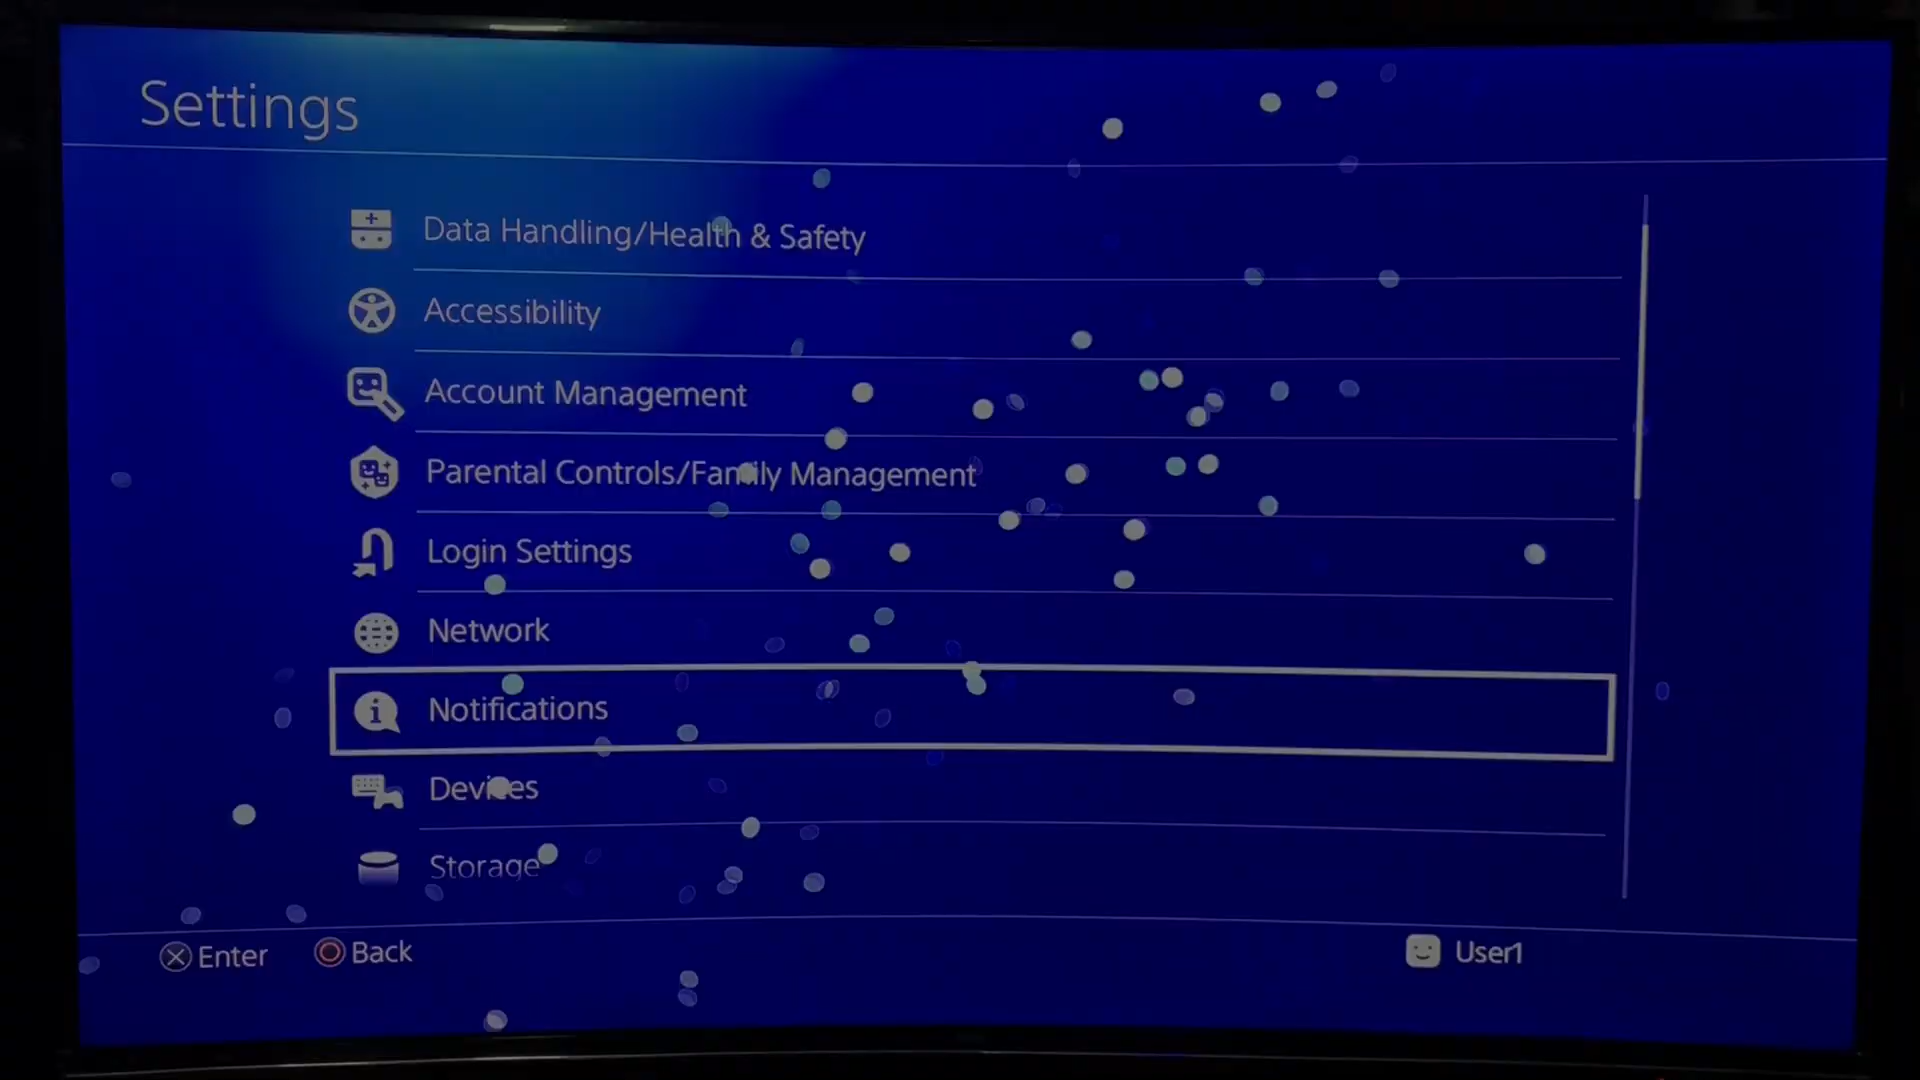 Settings
Data Handling/Health & Safety
Accessibility
Account Management
Parental Controls/Family Management
Login Settings
Network
Notifications
Devices
Storage
Enter
Back
User1